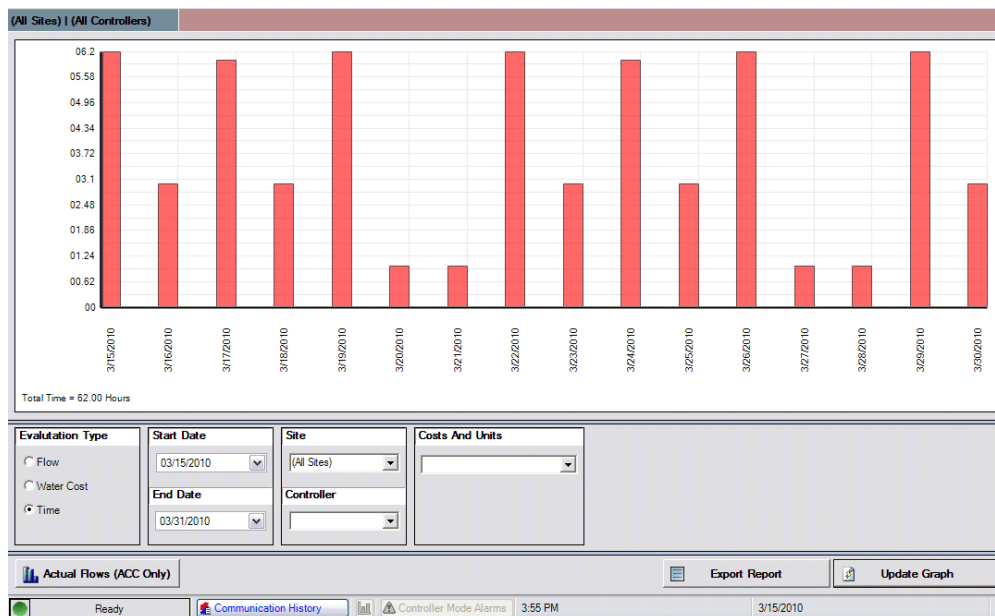 (All Sites) | (All Controllers)
06.2
05.58
04.96
04.34
03.72
03.1
02.48
01.86
01.24
00.62
00
3/15/2010
3/16/2010
3/17/2010
3/18/2010
3/19/2010
3/20/2010
3/21/2010
3/22/2010
3/23/2010
3/24/2010
3/25/2010
3/26/2010
3/27/2010
3/28/2010
3/29/2010
3/30/2010
Total Time = 62.00 Hours
Evalutation Type
Flow
Water Cost
Time
Start Date
03/15/2010
End Date
03/31/2010
Site
(All Sites)
Controller
Costs And Units
Actual Flows (ACC Only)
Export Report
Update Graph
Ready
Communication History
Controller Mode Alarms
3:55 PM
3/15/2010